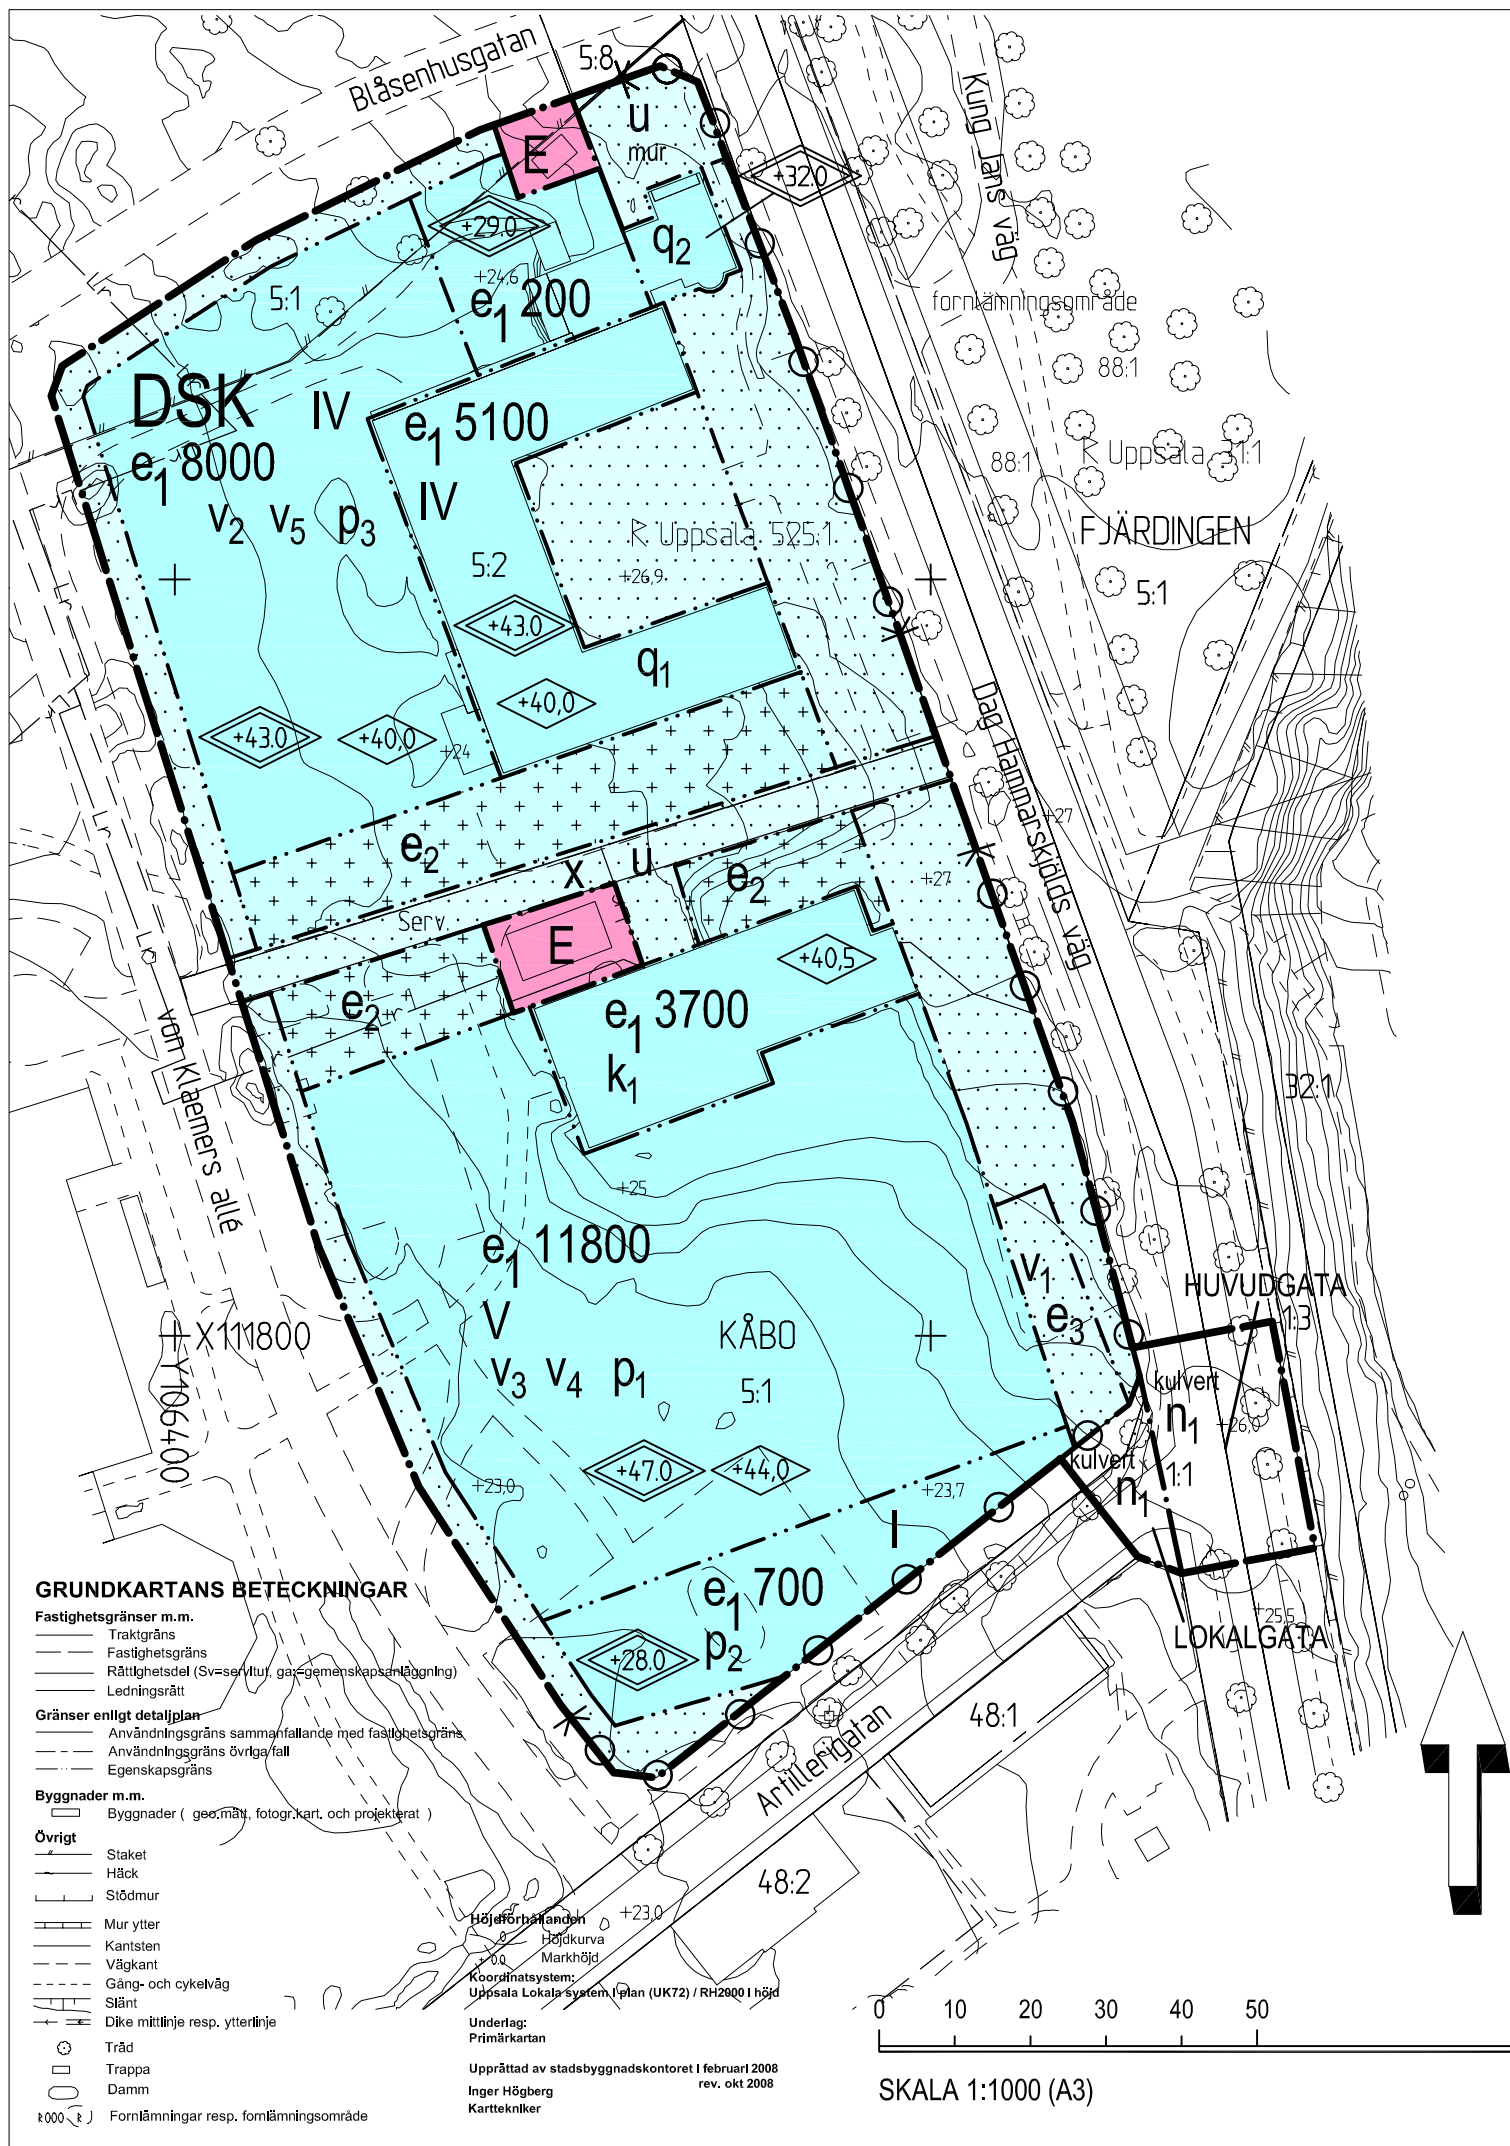 Blåsenhusgatan
5:8
u
mur
E
+32.0
Kung Jans väg
+29,0
q2
5:1
+24,6
e1 200
fornlämningsområde
88:1
DSK
IV
e1 8000
v2 v5 p3
e1 5100
IV
R Uppsala 525:1
88:1
R Uppsala 31:1
FJÄRDINGEN
5:1
5:2
+26,9
+43.0
q1
+40,0
+43.0
+40,0
+24
Dag Hammarskjölds väg
+27
e2
x
u
e2
+27
Serv.
E
+40,5
e2
e1 3700
k1
vom Klaemers allé
32:1
+25
e1 11800
V
v3 v4 p1
KÅBO
5:1
v1
e3
HUVUDGATA
1:3
X111800
Y106400
kulvert
n1
+26,0
kulvert
n1
1:1
+47.0
+44,0
+23,0
+23,7
I
e1 700
p2
+28.0
+25,5
LOKALGATA
48:1
Artillerigatan
48:2
+23,0
GRUNDKARTANS BETECKNINGAR
Fastighetsgränser m.m.
Traktgräns
Fastighetsgräns
Rättighetsdel (Sv=servitut, ga:=gemenskapsanläggning)
Ledningsrätt
Gränser enligt detaljplan
Användningsgräns sammanfallande med fastighetsgräns
Användningsgräns övriga fall
Egenskapsgräns
Byggnader m.m.
Byggnader ( geo.mätt, fotogr.kart. och projekterat )
Övrigt
Staket
Häck
Stödmur
Mur ytter
Kantsten
Vägkant
Gång- och cykelväg
Slänt
Dike mittlinje resp. ytterlinje
Träd
Trappa
Damm
R000 R Fornlämningar resp. fornlämningsområde
Höjdförhållanden
0 Höjdkurva
+ 0.0 Markhöjd
Koordinatsystem:
Uppsala Lokala system i plan (UK72) / RH2000 i höjd
Underlag:
Primärkartan
Upprättad av stadsbyggnadskontoret i februari 2008
rev. okt 2008
Inger Högberg
Karttekniker
0 10 20 30 40 50
SKALA 1:1000 (A3)